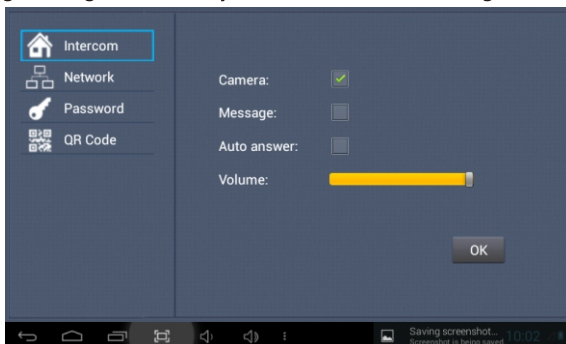 Intercom
Network
Password
QR Code
Camera:
Message:
Auto answer:
Volume:
OK
Saving screenshot...
Screenshot is being saved
10:02